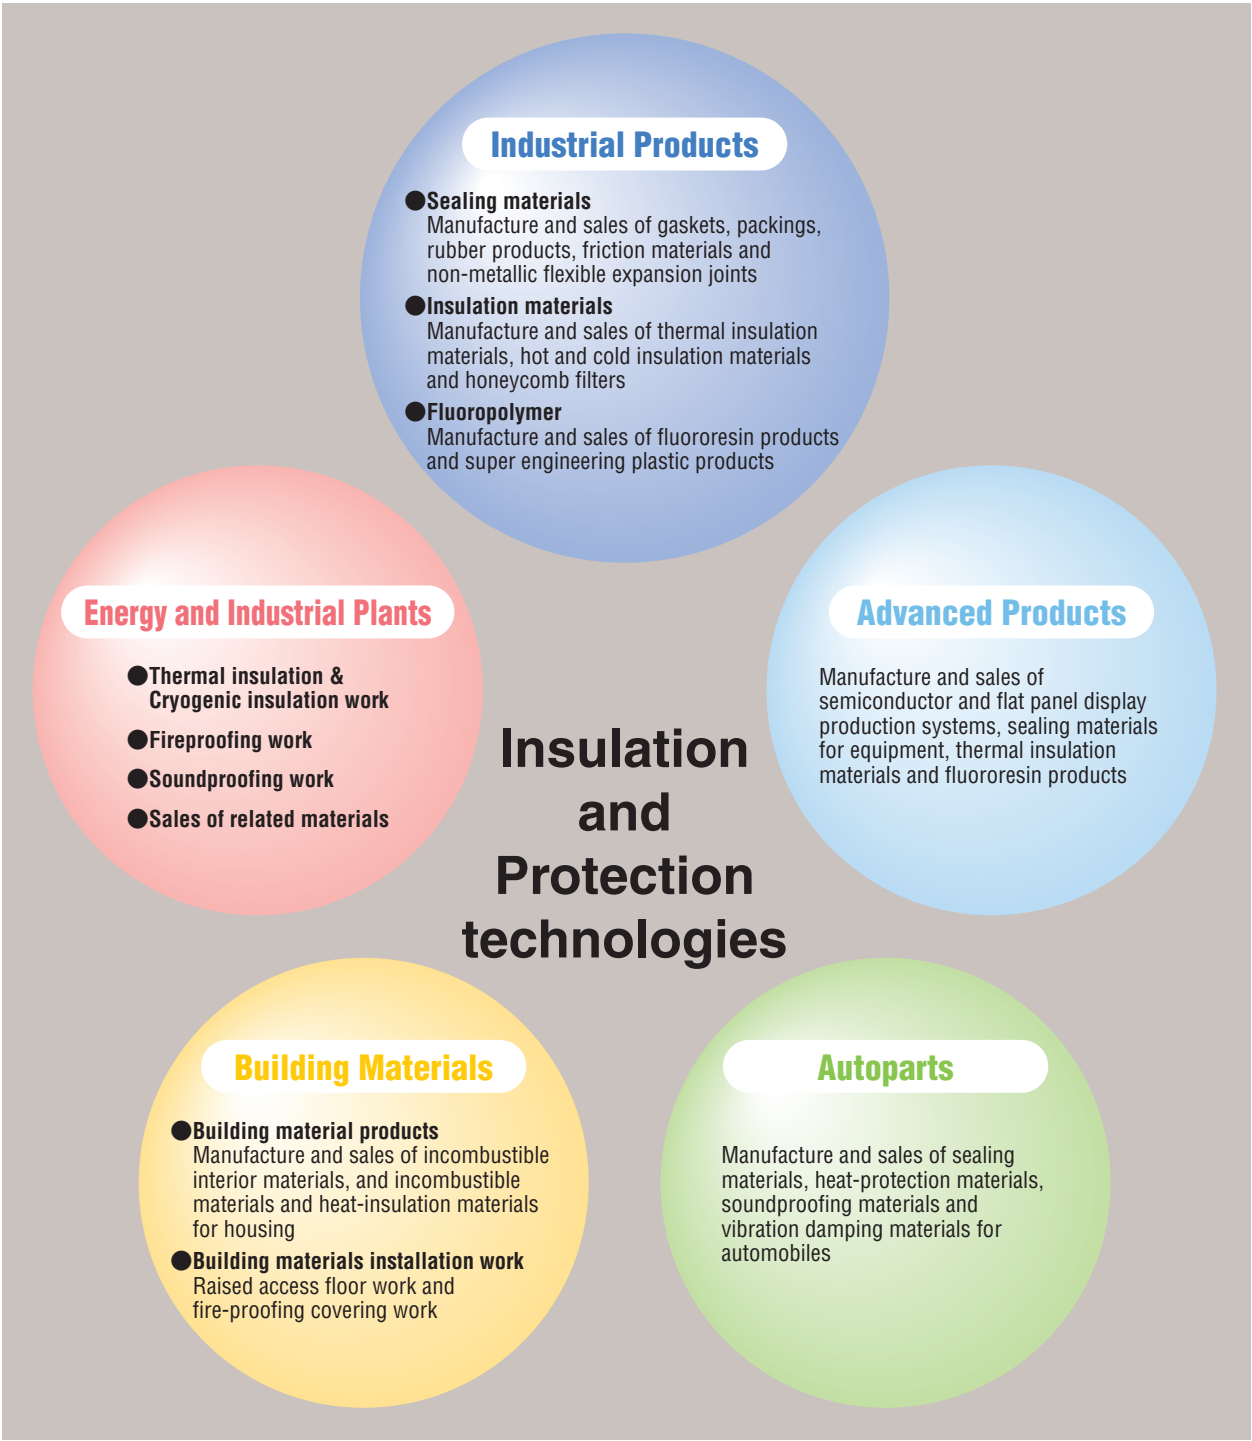 Industrial Products
●Sealing materials
Manufacture and sales of gaskets, packings,
rubber products, friction materials and
non-metallic flexible expansion joints
●Insulation materials
Manufacture and sales of thermal insulation
materials, hot and cold insulation materials
and honeycomb filters
●Fluoropolymer
Manufacture and sales of fluororesin products
and super engineering plastic products
Energy and Industrial Plants
●Thermal insulation &
Cryogenic insulation work
●Fireproofing work
●Soundproofing work
●Sales of related materials
Advanced Products
Manufacture and sales of
semiconductor and flat panel display
production systems, sealing materials
for equipment, thermal insulation
materials and fluororesin products
Insulation
and
Protection
technologies
Building Materials
●Building material products
Manufacture and sales of incombustible
interior materials, and incombustible
materials and heat-insulation materials
for housing
●Building materials installation work
Raised access floor work and
fire-proofing covering work
Autoparts
Manufacture and sales of sealing
materials, heat-protection materials,
soundproofing materials and
vibration damping materials for
automobiles